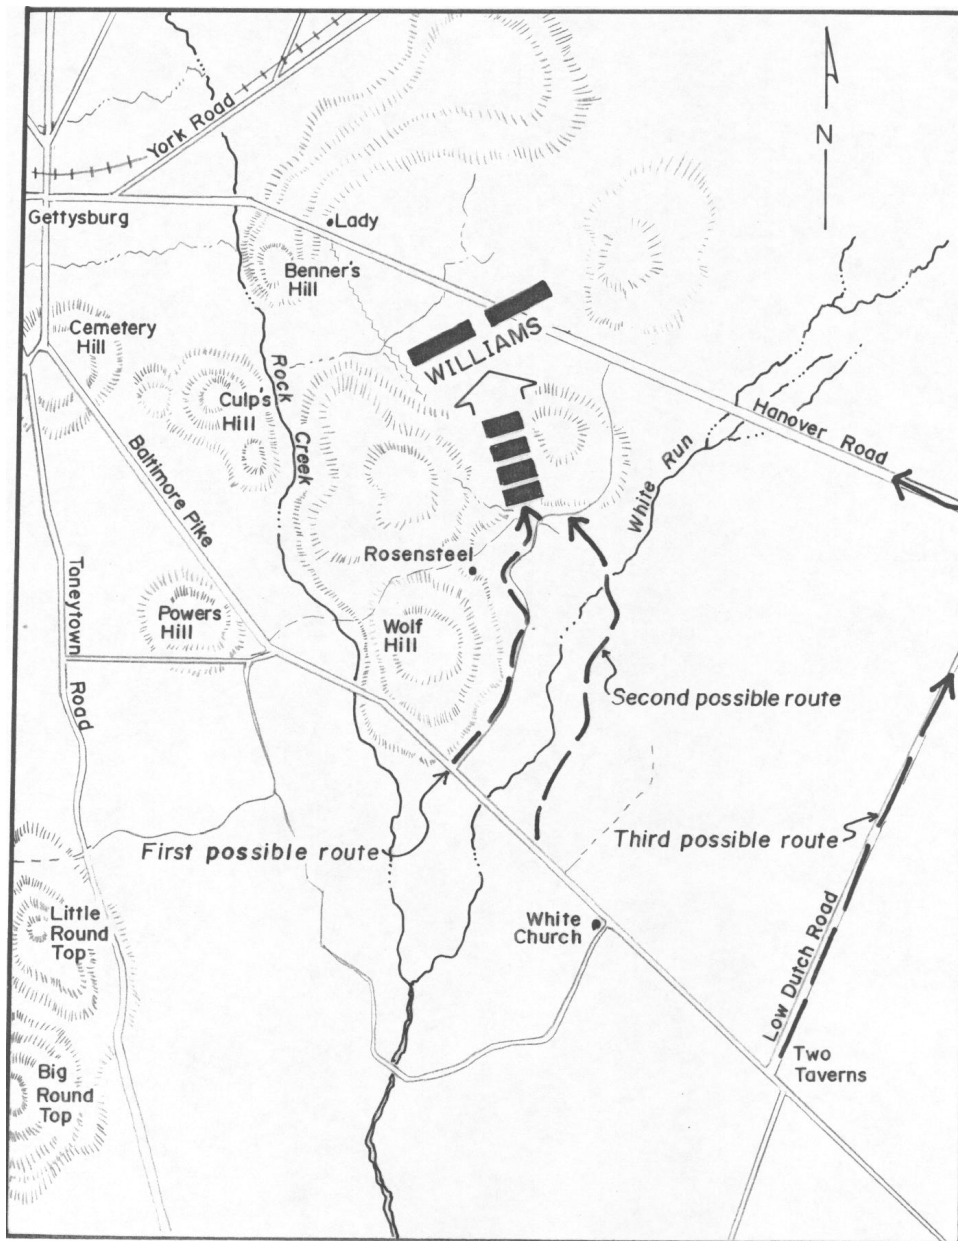 York Road
N
Gettysburg
Lady
Benner's
Hill
Cemetery
Hill
WILLIAMS
Rock
Creek
Culp's
Hill
Hanover Road
Baltimore Pike
White Run
Rosensteel
Toneytown
Road
Powers
Hill
Wolf
Hill
Second possible route
First possible route
Third possible route
Little
Round
Top
White
Church
Low Dutch Road
Two
Taverns
Big
Round
Top